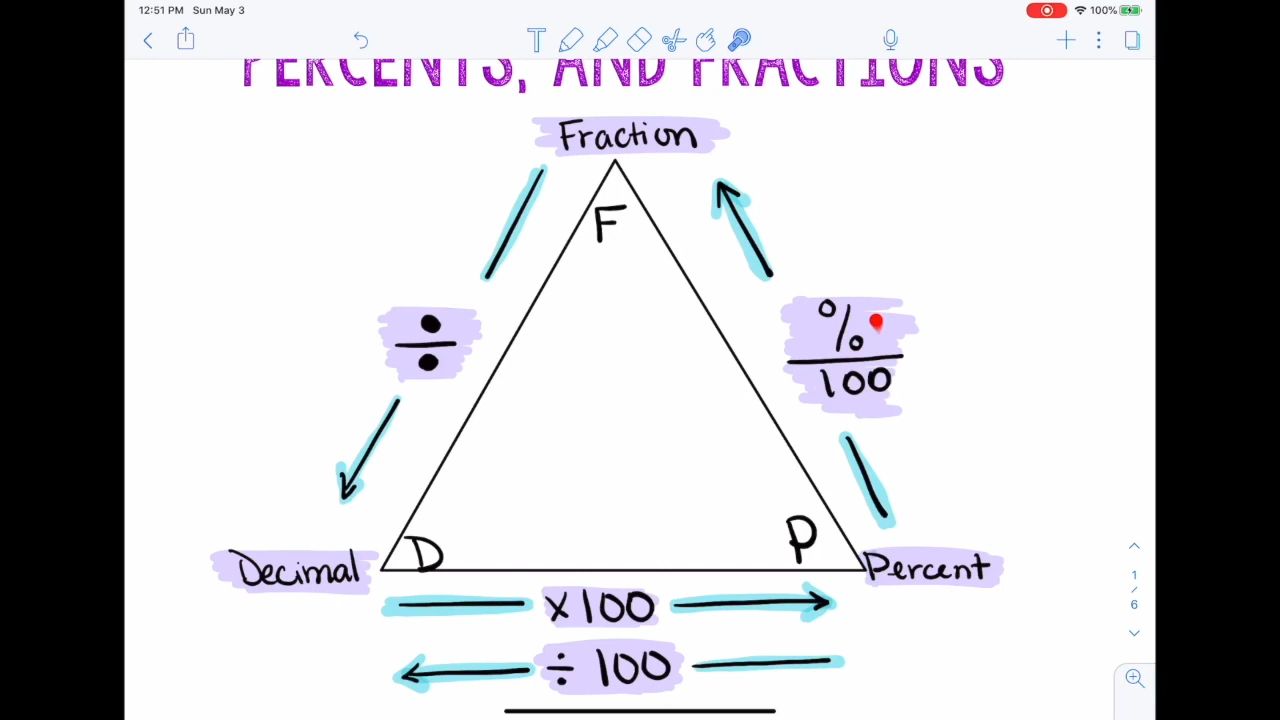 12:51 PM Sun May 3
100%
PERCENTS, AND FRACTIONS
Fraction
F
÷
%
100
D
P
Decimal
Percent
x100
÷ 100
1
/
6